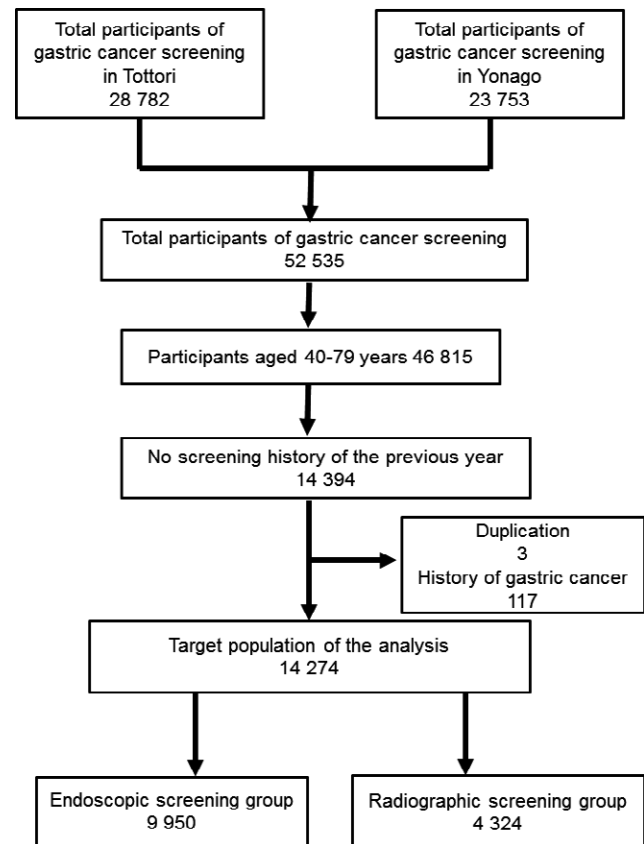 Total participants of
gastric cancer screening
in Tottori
28 782
Total participants of
gastric cancer screening
in Yonago
23 753
Total participants of gastric cancer screening
52 535
Participants aged 40-79 years 46 815
No screening history of the previous year
14 394
Duplication
3
History of gastric cancer
117
Target population of the analysis
14 274
Endoscopic screening group
9 950
Radiographic screening group
4 324